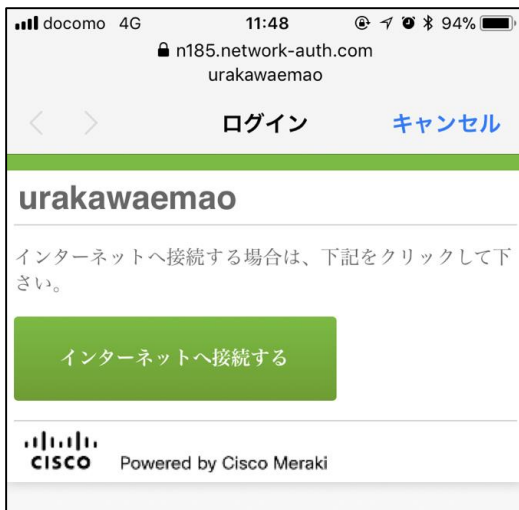 docomo 4G 11:48 94%
n185.network-auth.com
urakawaemao
ログイン キャンセル
urakawaemao
インターネットへ接続する場合は、下記をクリックして下
さい。
インターネットへ接続する
CISCO Powered by Cisco Meraki